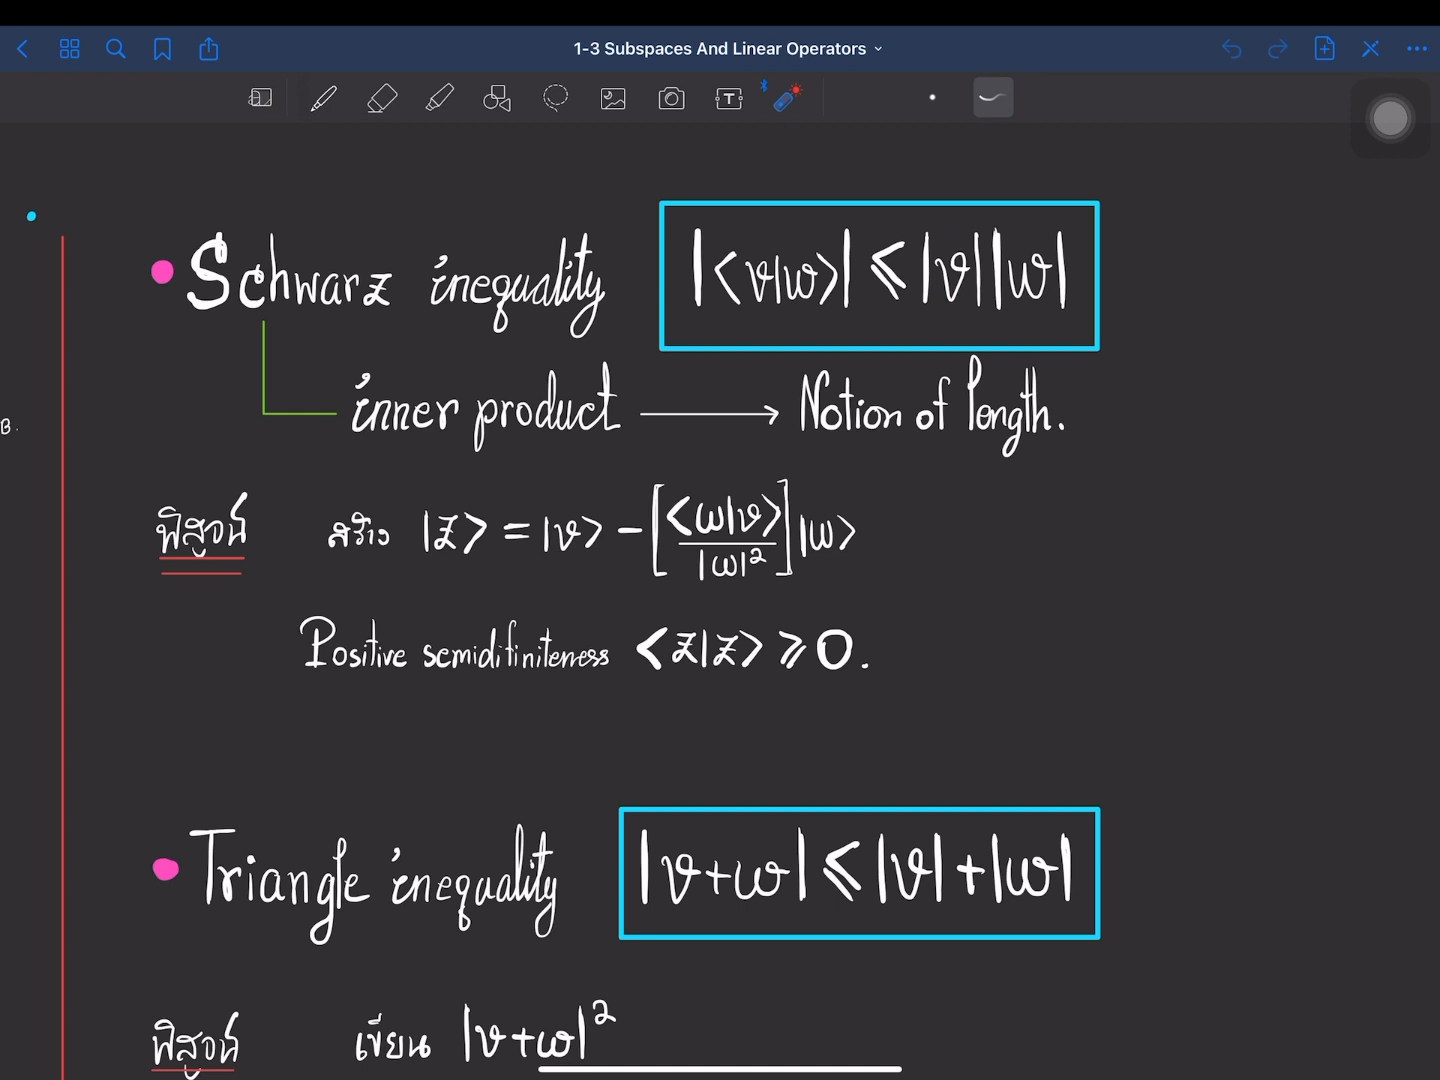 1-3 Subspaces And Linear Operators
Schwarz inequality |<v|w>| ⩽ |v||w|
inner product ⟶ Notion of length.
B.
พิสูจน์ สร้าง |z> = |v> - [<w|v>/|w|²] |w>
Positive semidifiniteness <z|z> ⩾ 0.
Triangle inequality |v+w| ⩽ |v|+|w|
พิสูจน์ เขียน |v+w|²